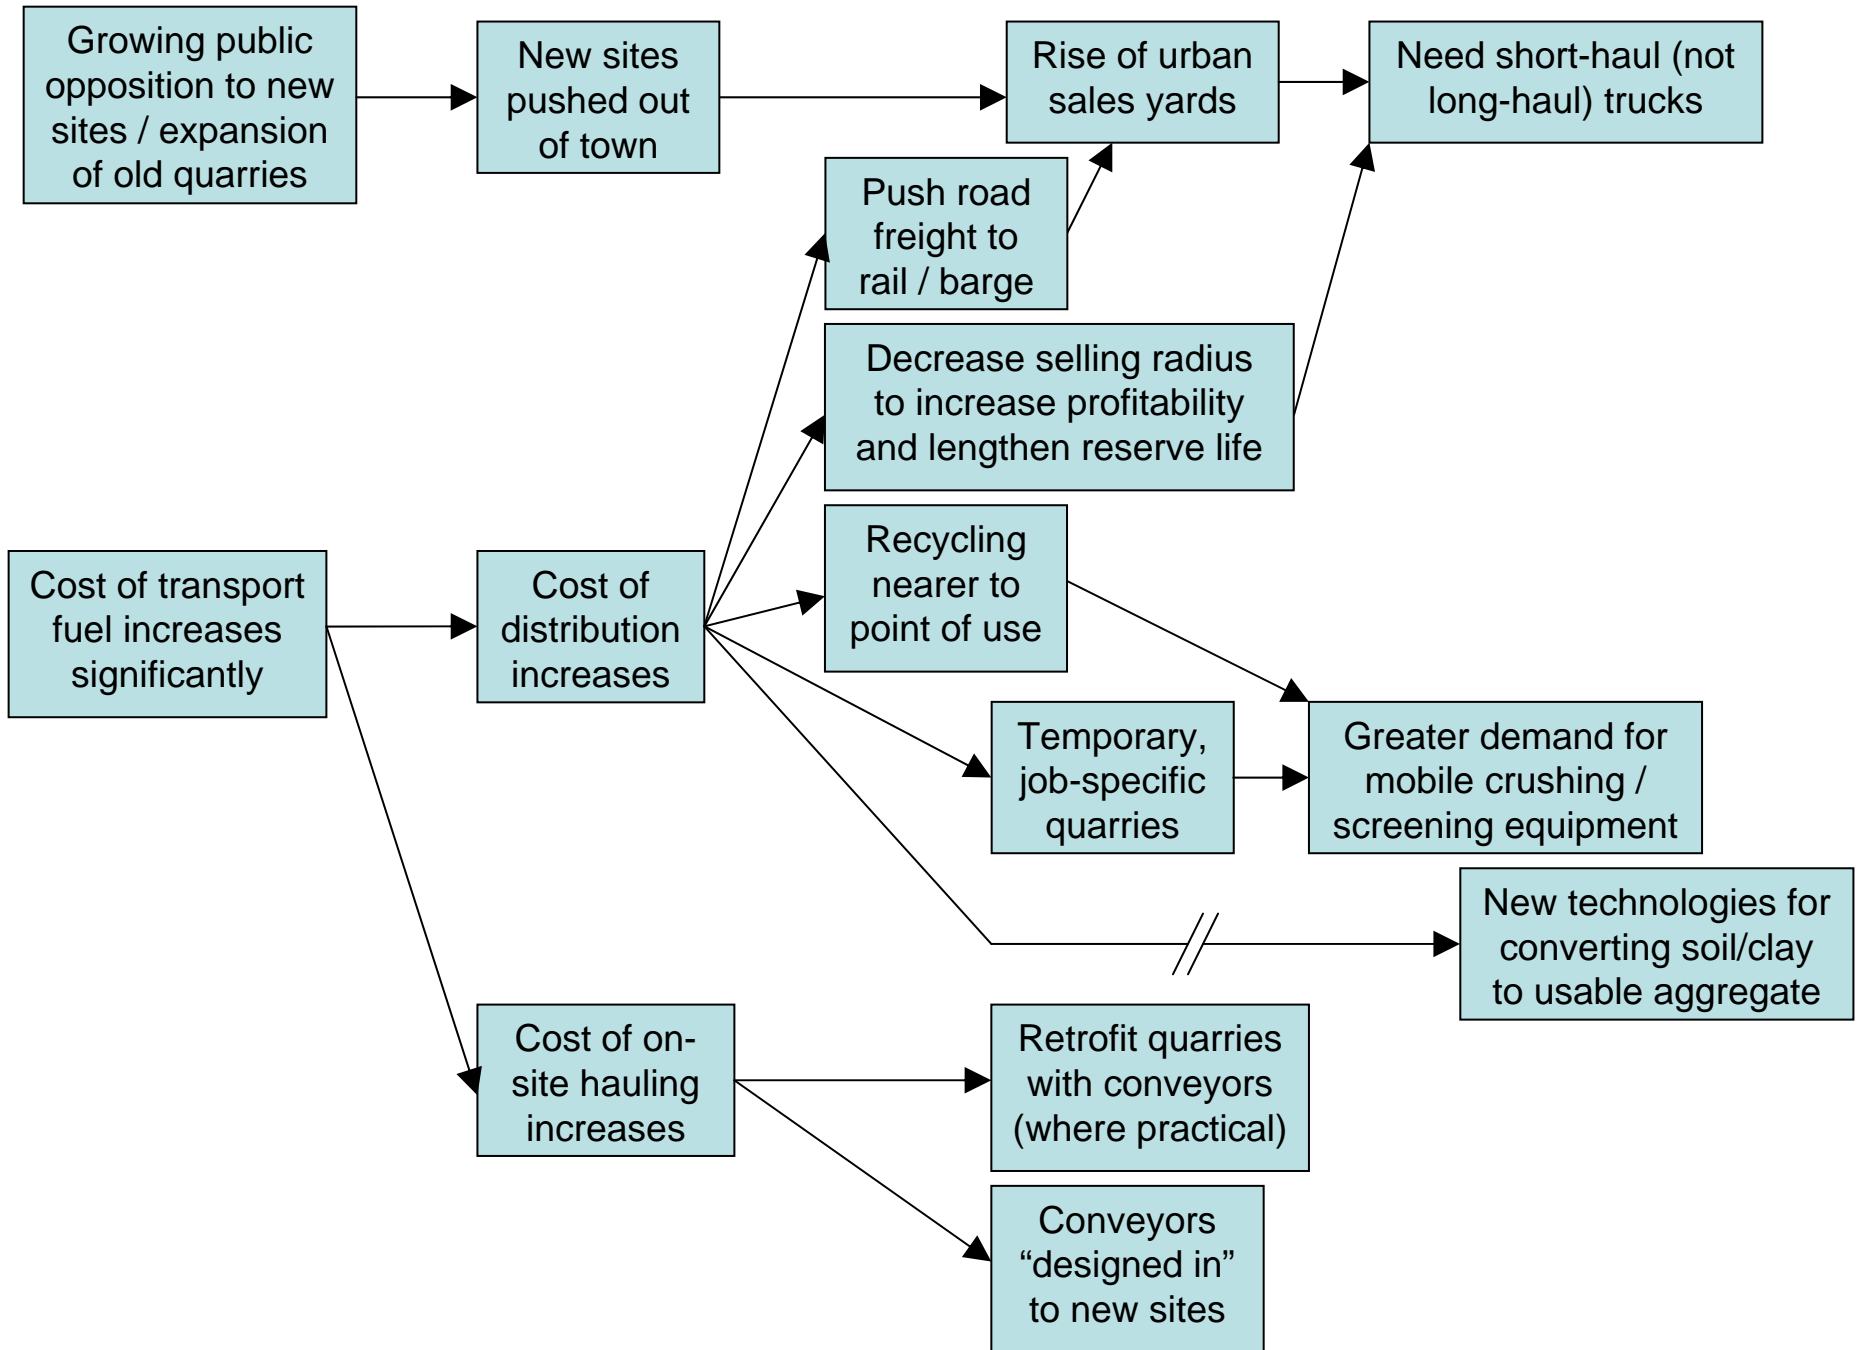 Growing public
opposition to new
sites / expansion
of old quarries
New sites
pushed out
of town
Rise of urban
sales yards
Need short-haul (not
long-haul) trucks
Push road
freight to
rail / barge
Decrease selling radius
to increase profitability
and lengthen reserve life
Recycling
nearer to
point of use
Cost of transport
fuel increases
significantly
Cost of
distribution
increases
Temporary,
job-specific
quarries
Greater demand for
mobile crushing /
screening equipment
New technologies for
converting soil/clay
to usable aggregate
Cost of on-
site hauling
increases
Retrofit quarries
with conveyors
(where practical)
Conveyors
“designed in”
to new sites